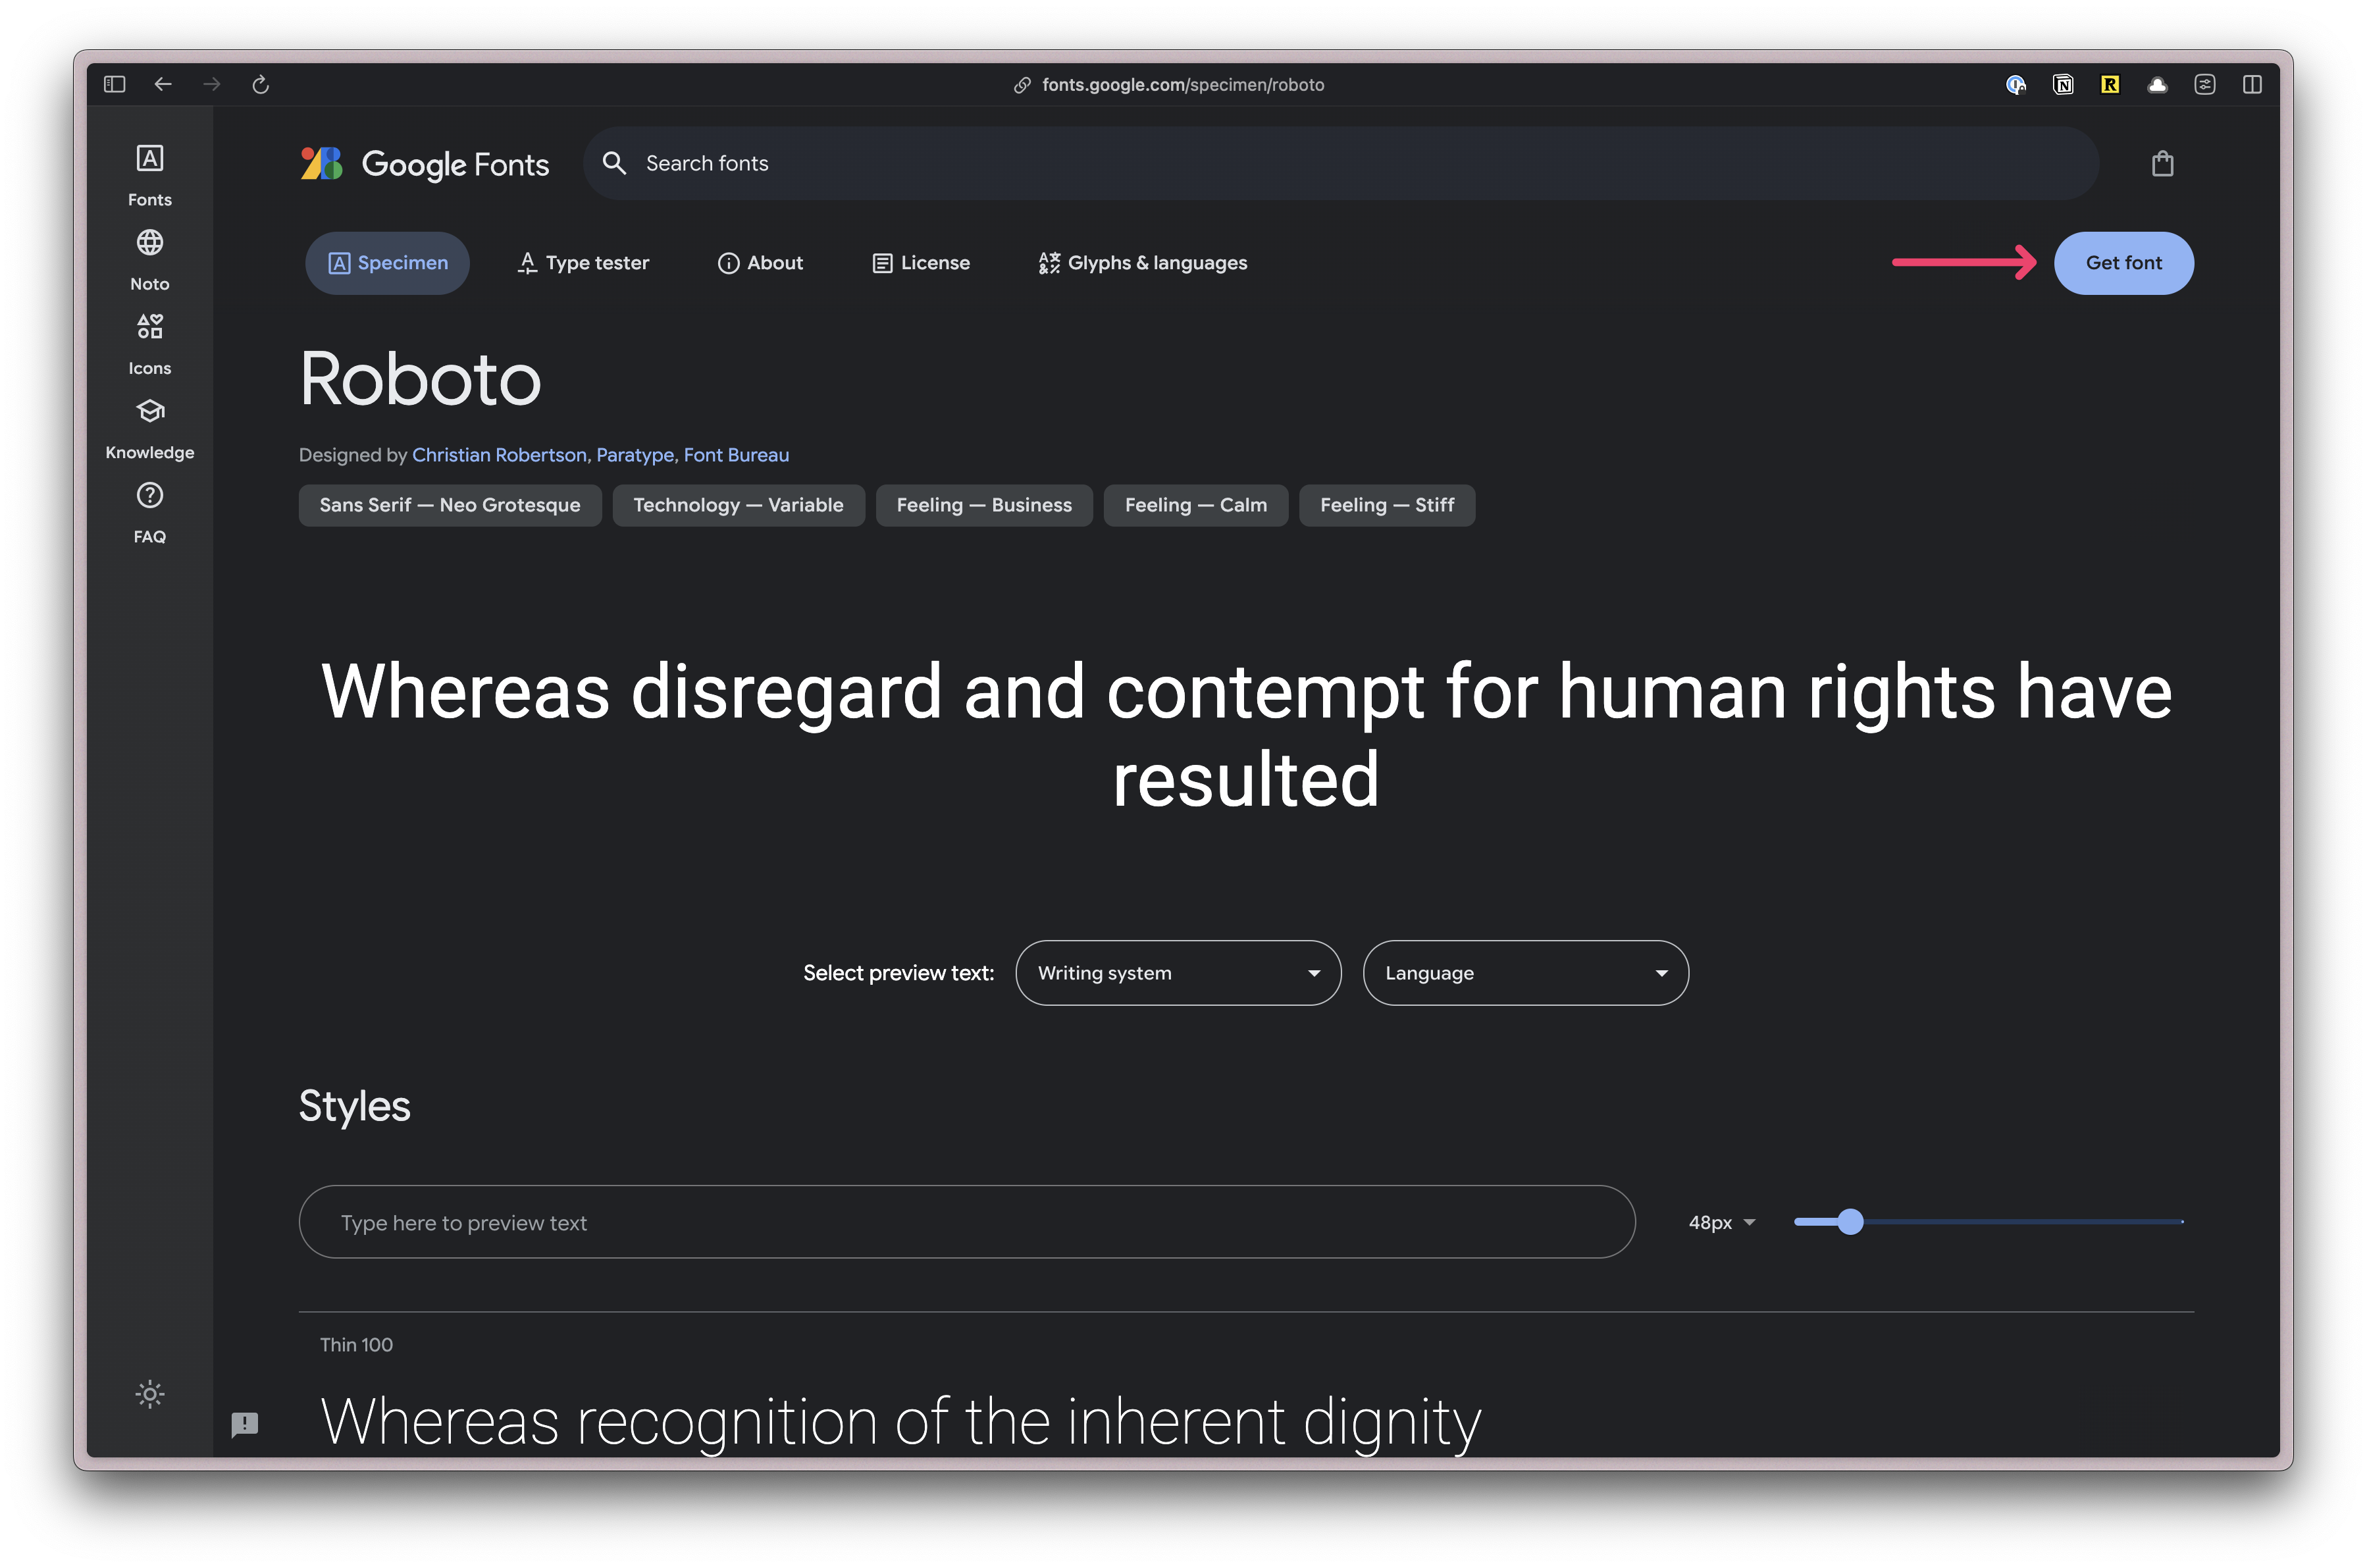 fonts.google.com/specimen/roboto
Fonts
Noto
Icons
Knowledge
FAQ
Google Fonts
Search fonts
Specimen
Type tester
About
License
Glyphs & languages
Get font
Roboto
Designed by Christian Robertson, Paratype, Font Bureau
Sans Serif — Neo Grotesque
Technology — Variable
Feeling — Business
Feeling — Calm
Feeling — Stiff
Whereas disregard and contempt for human rights have
resulted
Select preview text:
Writing system
Language
Styles
Type here to preview text
48px
Thin 100
Whereas recognition of the inherent dignity